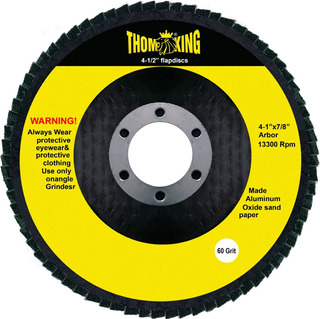 THOMEKING
4-1/2" flapdiscs
WARNING!
Always Wear
protective
eyewear&
protective
clothing
Use only
onangle
Grindesr
4-1"x7/8"
Arbor
13300 Rpm
Made
Aluminum
Oxide sand
paper
60 Grit